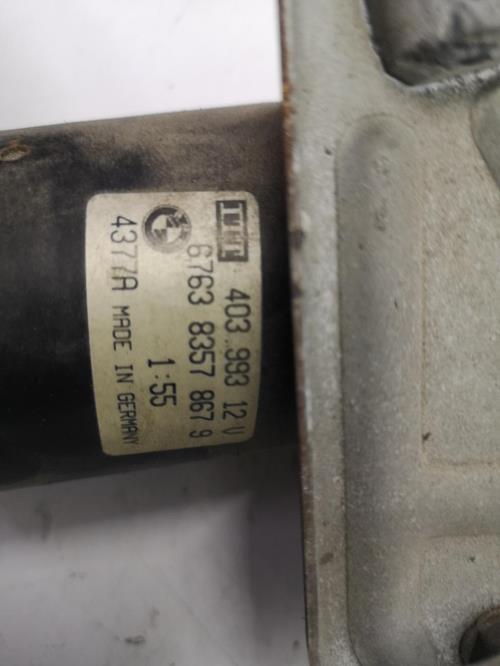 ITT 403 993 12 V
6763 8357 867 9
1:55
4377A MADE IN GERMANY